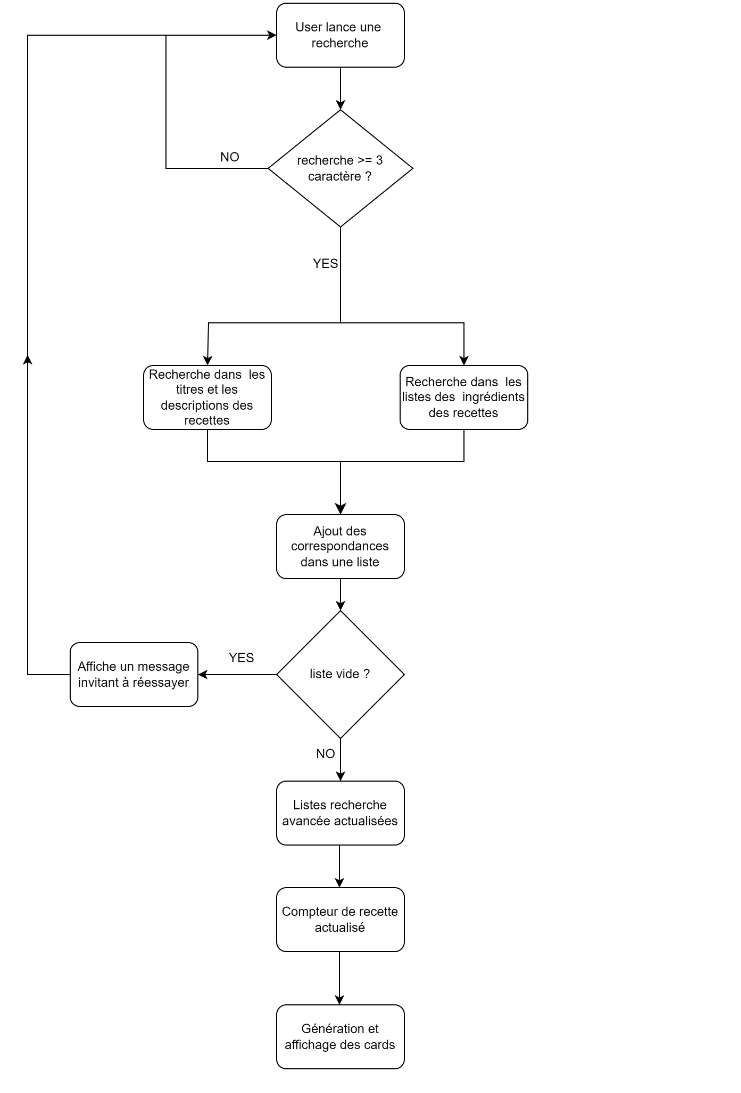 User lance une
recherche
NO
recherche >= 3
caractère ?
YES
Recherche dans les
titres et les
descriptions des
recettes
Recherche dans les
listes des ingrédients
des recettes
Ajout des
correspondances
dans une liste
Affiche un message
invitant à réessayer
YES
liste vide ?
NO
Listes recherche
avancée actualisées
Compteur de recette
actualisé
Génération et
affichage des cards